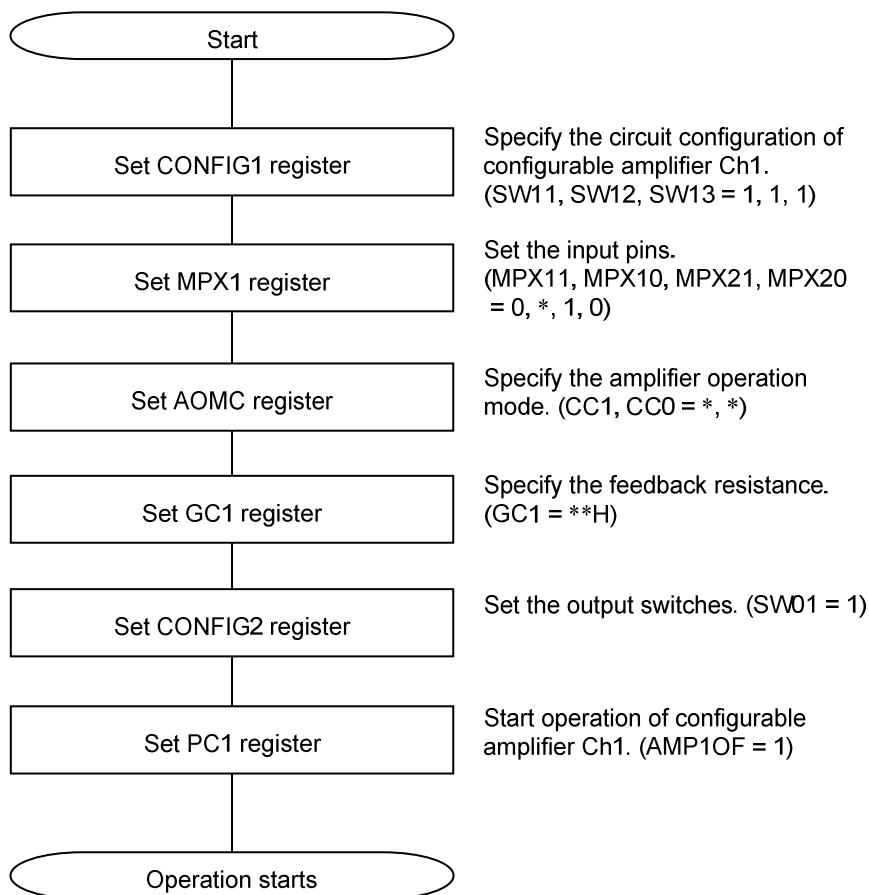 Start
Set CONFIG1 register
Specify the circuit configuration of
configurable amplifier Ch1.
(SW11, SW12, SW13 = 1, 1, 1)
Set MPX1 register
Set the input pins.
(MPX11, MPX10, MPX21, MPX20
= 0, *, 1, 0)
Set AOMC register
Specify the amplifier operation
mode. (CC1, CC0 = *, *)
Set GC1 register
Specify the feedback resistance.
(GC1 = **H)
Set CONFIG2 register
Set the output switches. (SW01 = 1)
Set PC1 register
Start operation of configurable
amplifier Ch1. (AMP1OF = 1)
Operation starts